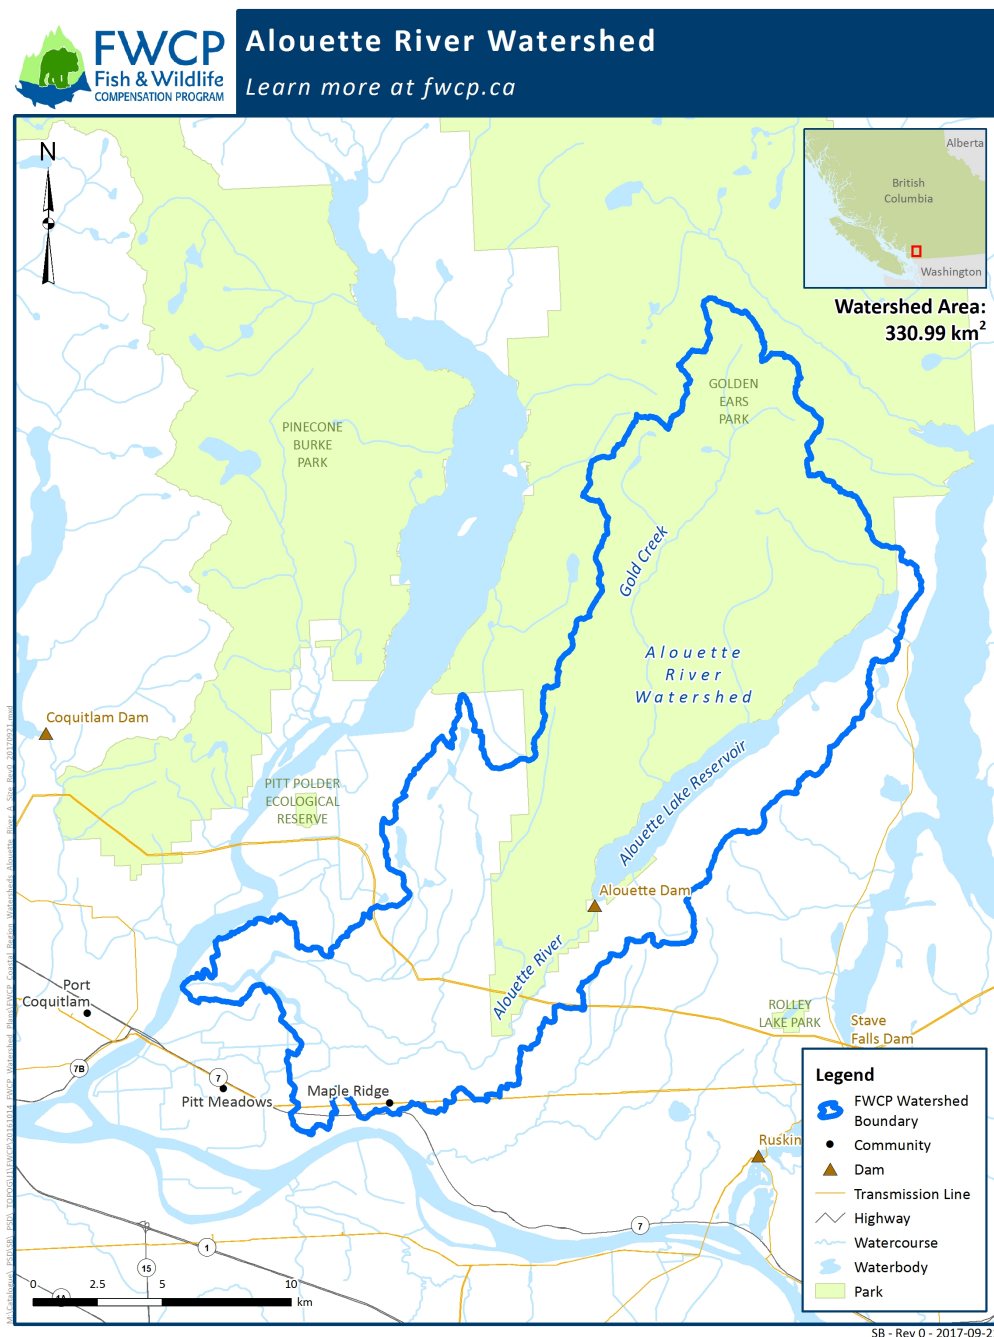 FWCP
Fish & Wildlife
COMPENSATION PROGRAM
Alouette River Watershed
Learn more at fwcp.ca
N
Alberta
British
Columbia
Washington
Watershed Area:
330.99 km2
GOLDEN
EARS
PARK
PINECONE
BURKE
PARK
Gold Creek
Alouette
River
Watershed
Coquitlam Dam
PITT POLDER
ECOLOGICAL
RESERVE
Alouette Lake Reservoir
Alouette Dam
Alouette River
Port
Coquitlam
ROLLEY
LAKE PARK
Stave
Falls Dam
7B
7
Pitt Meadows
Maple Ridge
Ruskin
7
1
15
1A
Legend
FWCP Watershed
Boundary
Community
Dam
Transmission Line
Highway
Watercourse
Waterbody
Park
0 2.5 5 10
km
SB - Rev 0 - 2017-09-2